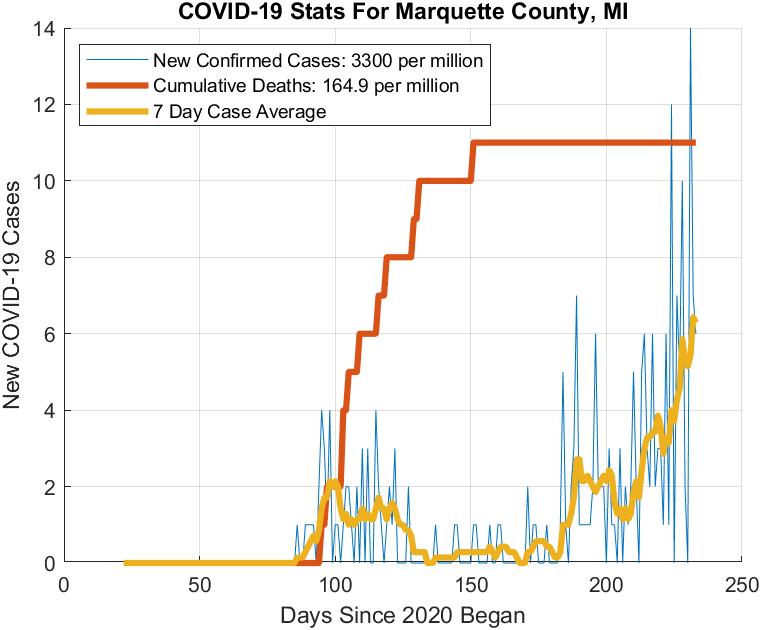 COVID-19 Stats For Marquette County, MI
New Confirmed Cases: 3300 per million
Cumulative Deaths: 164.9 per million
7 Day Case Average
New COVID-19 Cases
14
12
10
8
6
4
2
0
0 50 100 150 200 250
Days Since 2020 Began